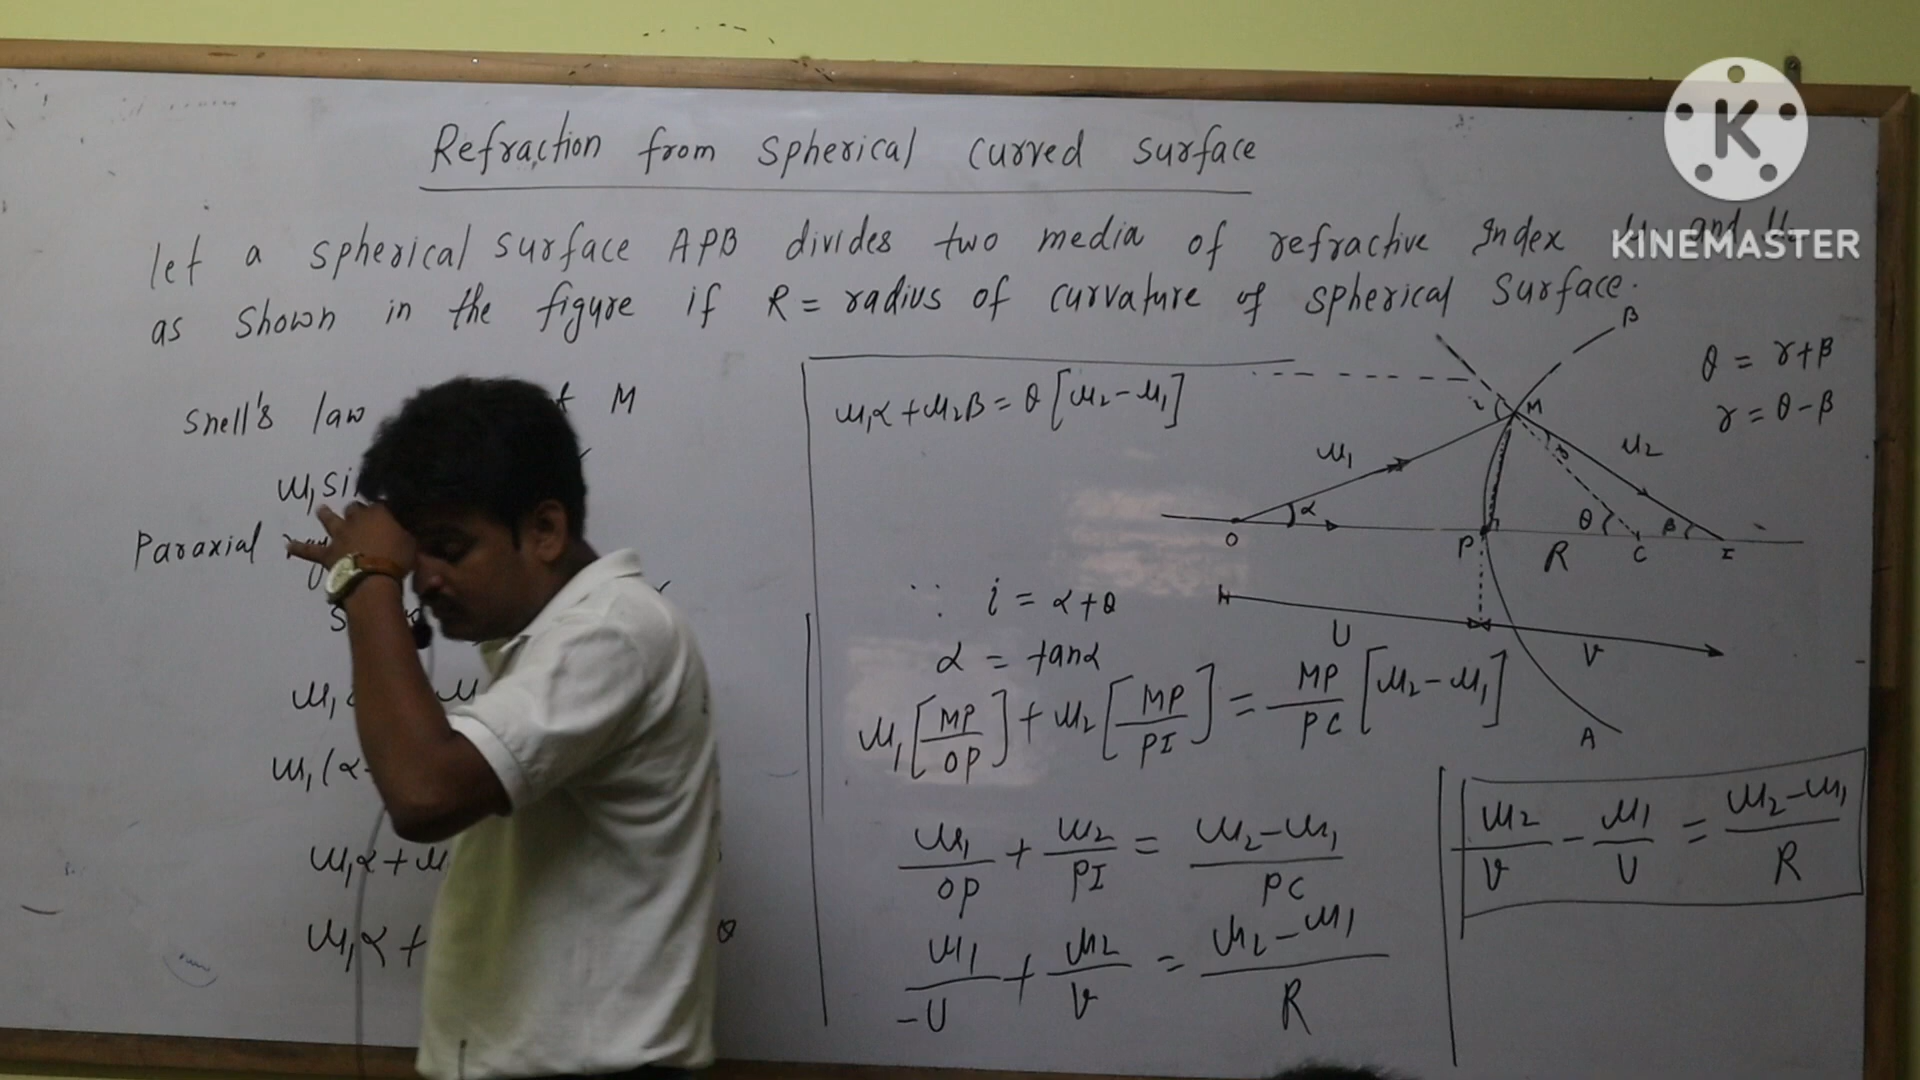 Refraction from spherical curved surface
let a spherical surface APB divides two media of refractive Index and
as shown in the figure if R = radius of curvature of spherical surface.
Snell's law M
μ₁ si
Paraxial
μ₁
μ₁(α
μ₁α + μ
μ₁α + θ
μ₁α + μ₂β = θ [μ₂ - μ₁]
∵ i = α + θ
α = tanα
μ₁ [MP/OP] + μ₂ [MP/PI] = MP/PC [μ₂ - μ₁]
μ₁/OP + μ₂/PI = μ₂ - μ₁/PC
μ₁/-U + μ₂/V = μ₂ - μ₁/R
B
θ = r + β
r = θ - β
i M
μ₁ μ₂
r
α θ β
O P R C I
U V
A
μ₂/V - μ₁/U = μ₂ - μ₁/R
K
KINEMASTER